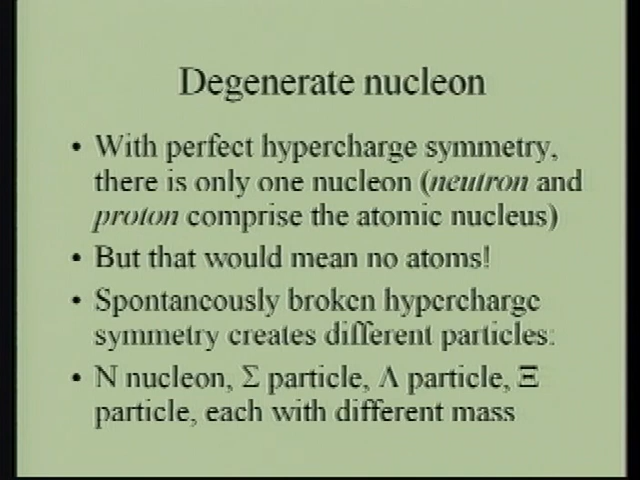 Degenerate nucleon
• With perfect hypercharge symmetry,
there is only one nucleon (neutron and
proton comprise the atomic nucleus)
• But that would mean no atoms!
• Spontaneously broken hypercharge
symmetry creates different particles:
• N nucleon, Σ particle, Λ particle, Ξ
particle, each with different mass